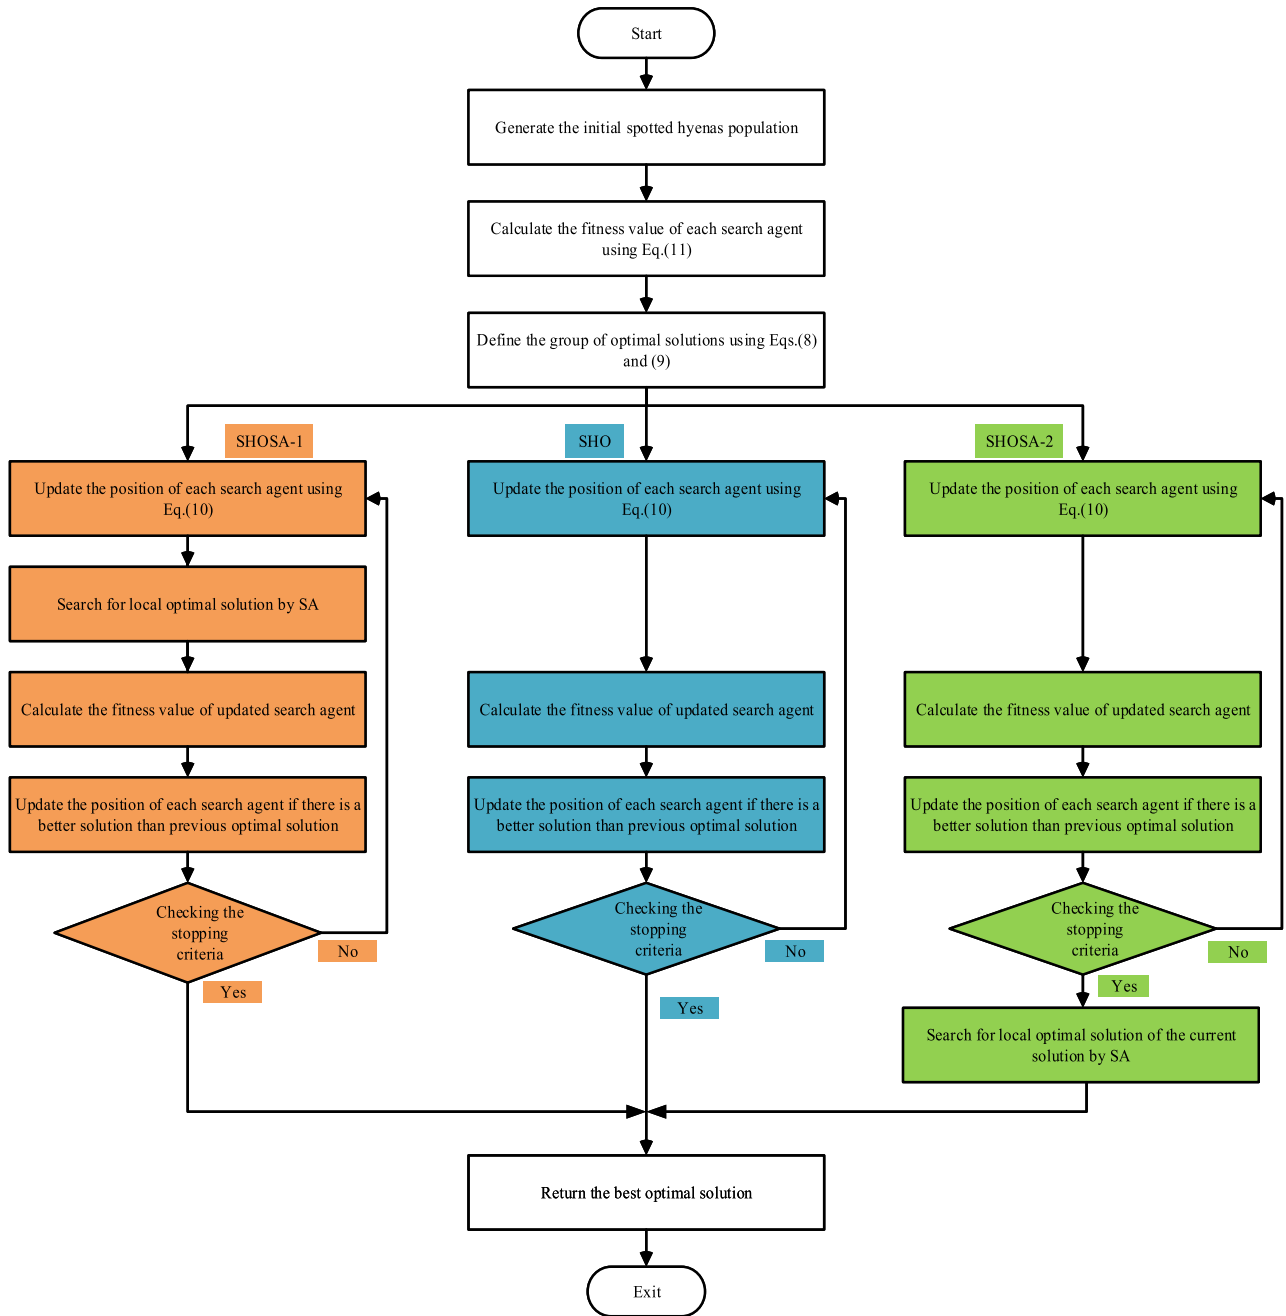 Start
Generate the initial spotted hyenas population
Calculate the fitness value of each search agent
using Eq.(11)
Define the group of optimal solutions using Eqs.(8)
and (9)
SHOSA-1
Update the position of each search agent using
Eq.(10)
Search for local optimal solution by SA
Calculate the fitness value of updated search agent
Update the position of each search agent if there is a
better solution than previous optimal solution
Checking the
stopping
criteria
No
Yes
SHO
Update the position of each search agent using
Eq.(10)
Calculate the fitness value of updated search agent
Update the position of each search agent if there is a
better solution than previous optimal solution
Checking the
stopping
criteria
No
Yes
SHOSA-2
Update the position of each search agent using
Eq.(10)
Calculate the fitness value of updated search agent
Update the position of each search agent if there is a
better solution than previous optimal solution
Checking the
stopping
criteria
No
Yes
Search for local optimal solution of the current
solution by SA
Return the best optimal solution
Exit